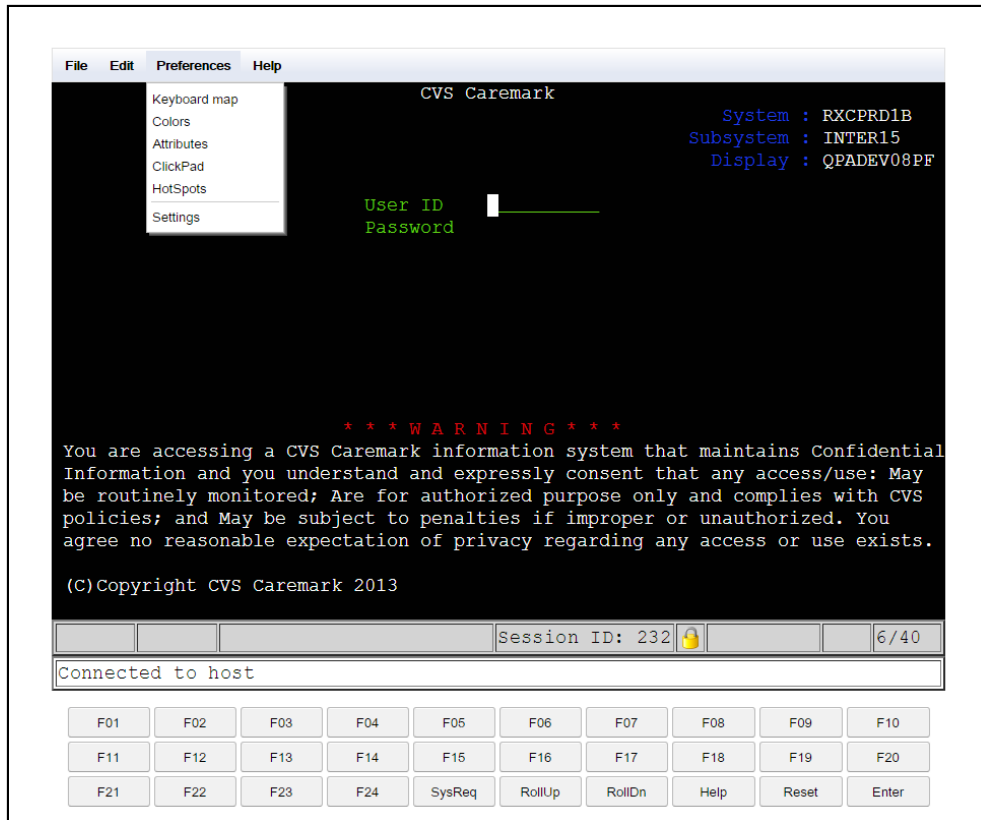 File Edit Preferences Help
Keyboard map
Colors
Attributes
ClickPad
HotSpots
Settings
CVS Caremark
System : RXCPRD1B
Subsystem : INTER15
Display : QPADEV08PF
User ID
Password
* * * W A R N I N G * * *
You are accessing a CVS Caremark information system that maintains Confidential
Information and you understand and expressly consent that any access/use: May
be routinely monitored; Are for authorized purpose only and complies with CVS
policies; and May be subject to penalties if improper or unauthorized. You
agree no reasonable expectation of privacy regarding any access or use exists.
(C)Copyright CVS Caremark 2013
Session ID: 232 6/40
Connected to host
F01 F02 F03 F04 F05 F06 F07 F08 F09 F10
F11 F12 F13 F14 F15 F16 F17 F18 F19 F20
F21 F22 F23 F24 SysReq RollUp RollDn Help Reset Enter